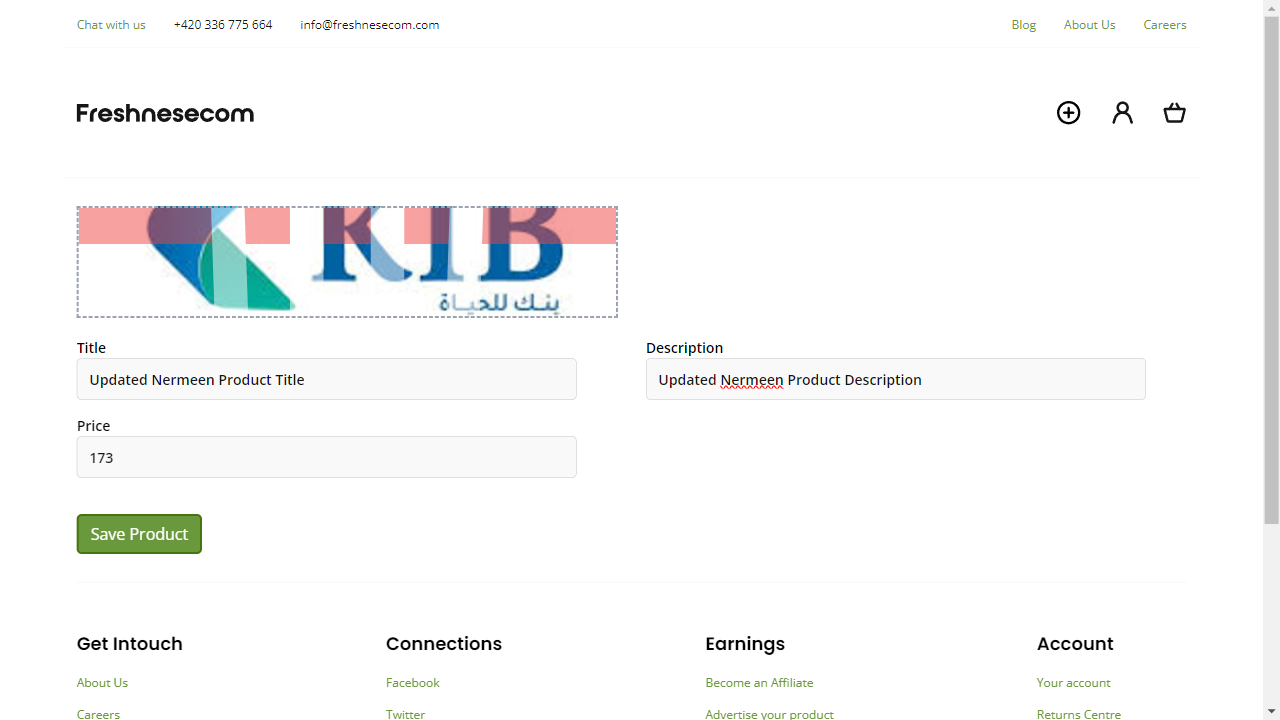 Chat with us +420 336 775 664 info@freshnesecom.com Blog About Us Careers
Freshnesecom
KIB
بنك للحياة
Title Description
Updated Nermeen Product Title Updated Nermeen Product Description
Price
173
Save Product
Get Intouch Connections Earnings Account
About Us Facebook Become an Affiliate Your account
Careers Twitter Advertise your product Returns Centre